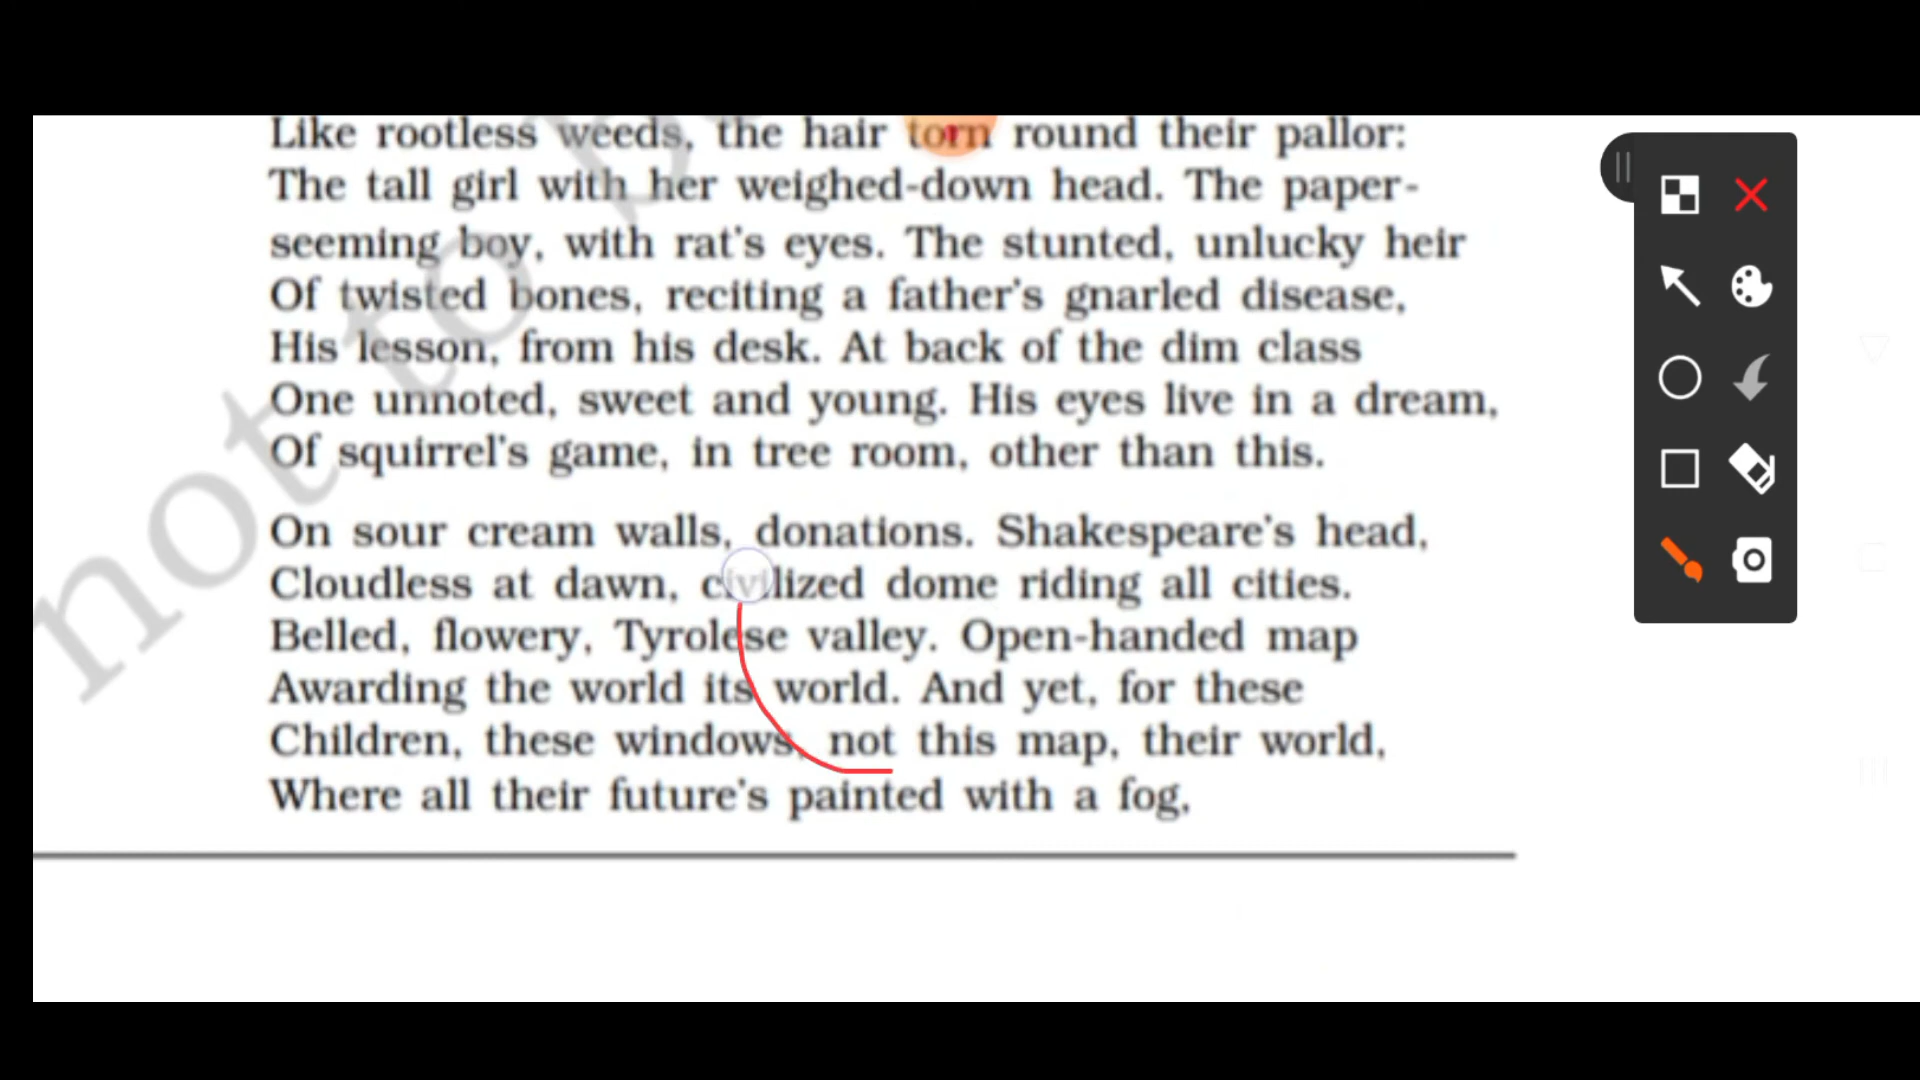 Like rootless weeds, the hair torn round their pallor:
The tall girl with her weighed-down head. The paper-
seeming boy, with rat's eyes. The stunted, unlucky heir
Of twisted bones, reciting a father's gnarled disease,
His lesson, from his desk. At back of the dim class
One unnoted, sweet and young. His eyes live in a dream,
Of squirrel's game, in tree room, other than this.
On sour cream walls, donations. Shakespeare's head,
Cloudless at dawn, civilized dome riding all cities.
Belled, flowery, Tyrolese valley. Open-handed map
Awarding the world its world. And yet, for these
Children, these windows, not this map, their world,
Where all their future's painted with a fog,
not to